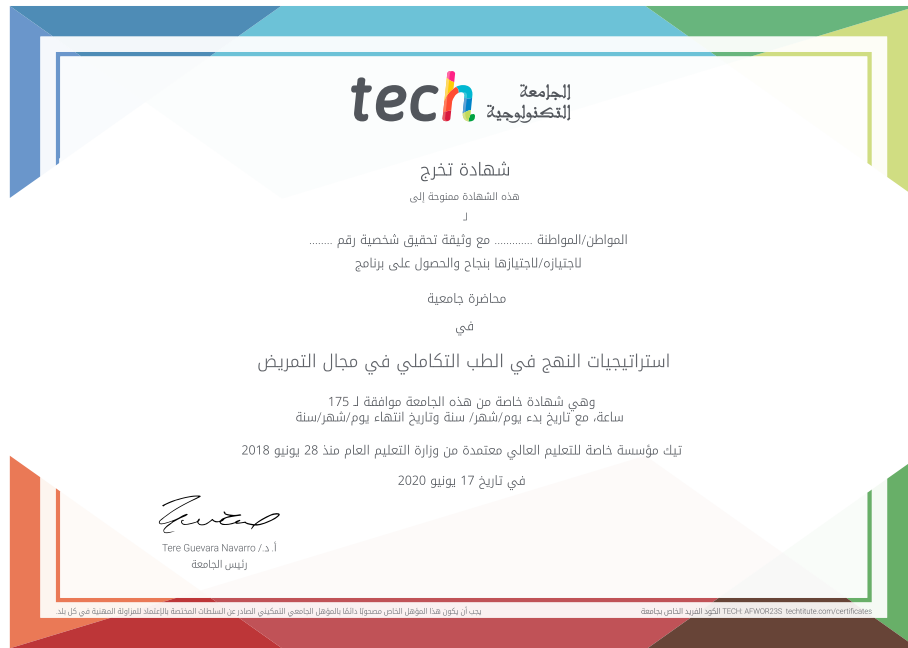 tech الجامعة
التكنولوجية
شهادة تخرج
هذه الشهادة ممنوحة إلى
لـ
المواطن/المواطنة ............. مع وثيقة تحقيق شخصية رقم ........
لاجتيازه/لاجتيازها بنجاح والحصول على برنامج
محاضرة جامعية
في
استراتيجيات النهج في الطب التكاملي في مجال التمريض
وهي شهادة خاصة من هذه الجامعة موافقة لـ 175
ساعة، مع تاريخ بدء يوم/شهر/ سنة وتاريخ انتهاء يوم/شهر/سنة
تيك مؤسسة خاصة للتعليم العالي معتمدة من وزارة التعليم العام منذ 28 يونيو 2018
في تاريخ 17 يونيو 2020
أ. د./ Tere Guevara Navarro
رئيس الجامعة
يجب أن يكون هذا المؤهل الخاص مصحوبًا دائمًا بالمؤهل الجامعي التمكيني الصادر عن السلطات المختصة بالإعتماد للمزاولة المهنية في كل بلد.
الكود الفريد الخاص بجامعة TECH: AFWOR23S techtitute.com/certificates